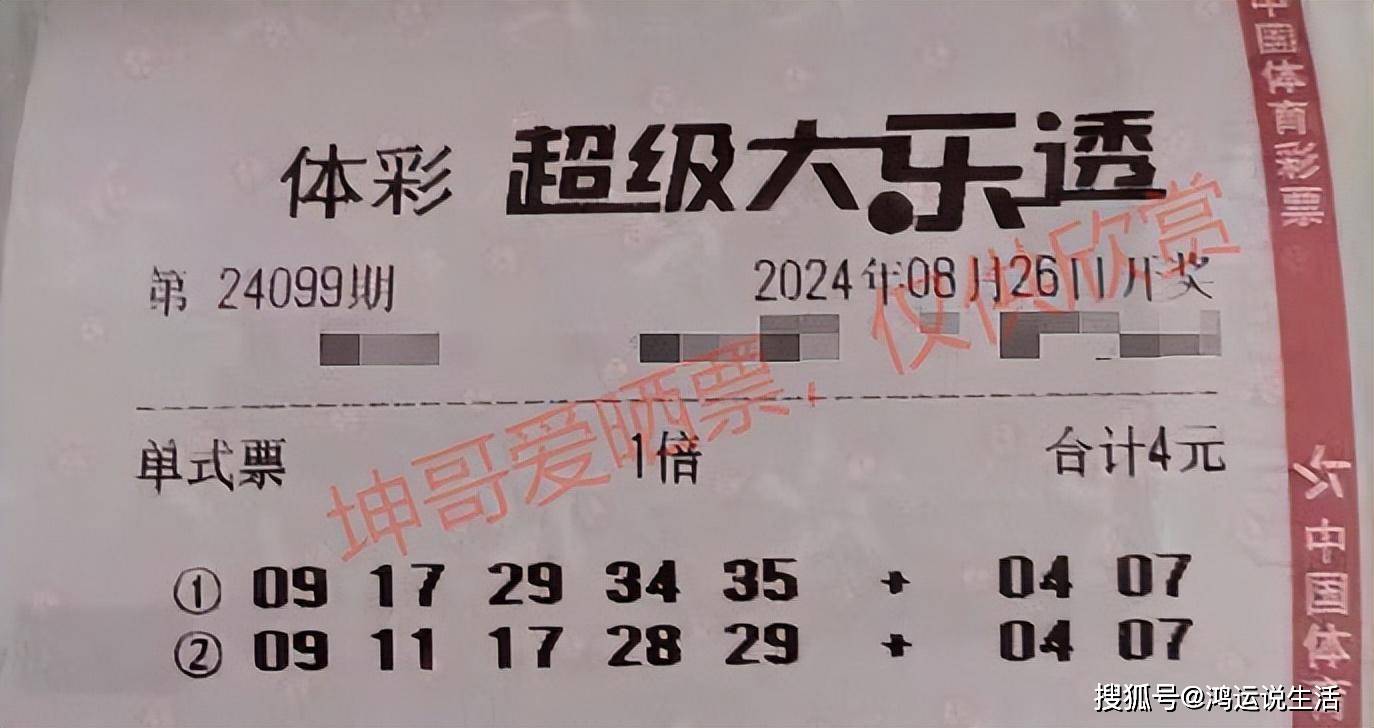 体彩 超级大乐透
第 24099期 2024年08月26日开奖
单式票 1倍 合计4元
① 09 17 29 34 35 + 04 07
② 09 11 17 28 29 + 04 07
坤哥爱晒票，仅供欣赏
中国体育彩票
中国体
搜狐号@鸿运说生活